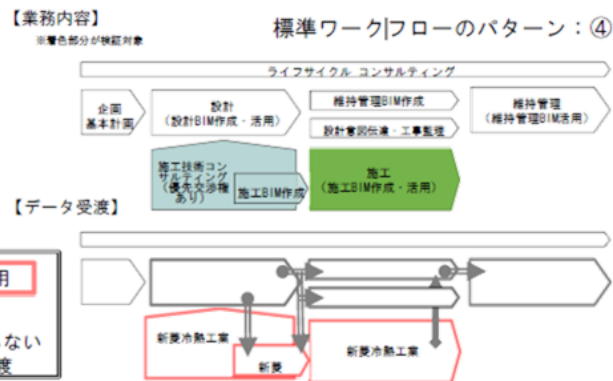 【業務内容】
※着色部分が検証対象
標準ワークフローのパターン：④
ライフサイクル コンサルティング
企画
基本計画
設計
（設計BIM作成・活用）
維持管理BIM作成
設計意図伝達・工事監理
維持管理
（維持管理BIM活用）
施工技術コン
サルティング
（優先交渉権
あり）
施工BIM作成
施工
（施工BIM作成・活用）
【データ受渡】
用
ない
渡
新菱冷熱工業
新菱
新菱冷熱工業